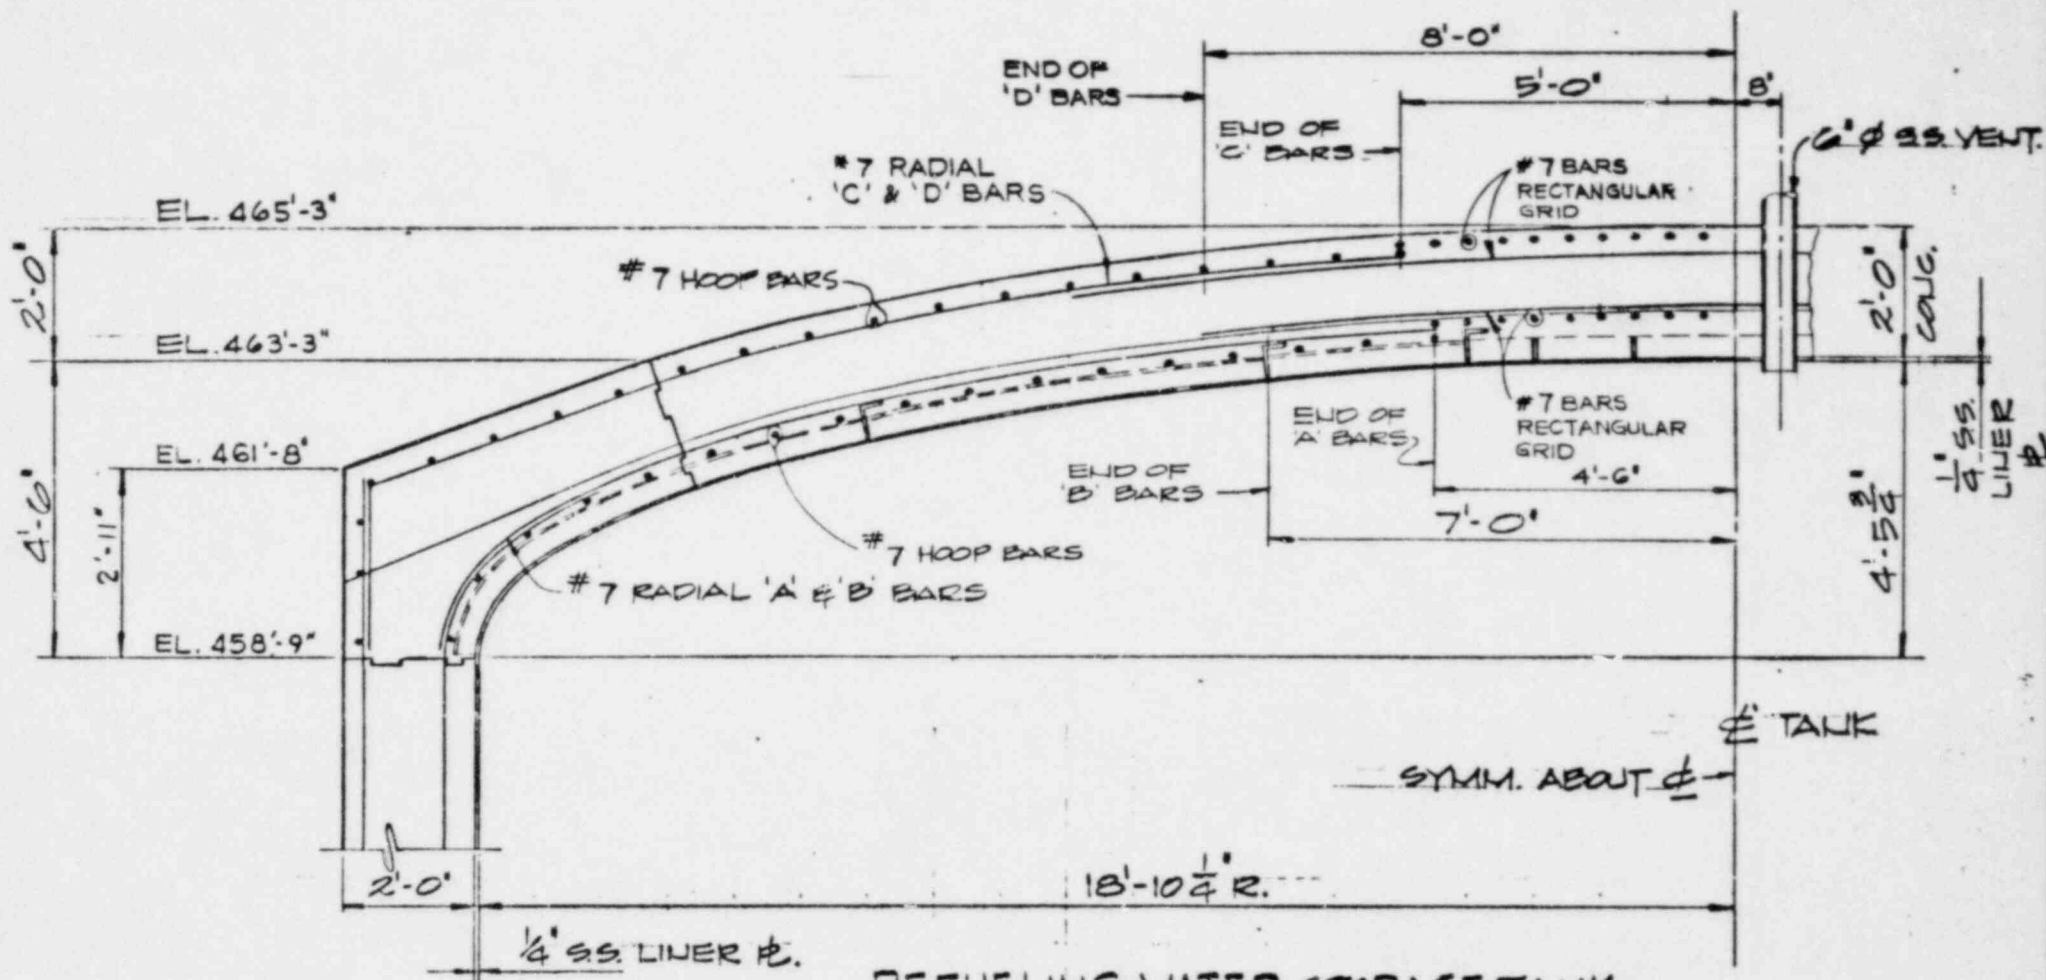 8'-0"
END OF
'D' BARS
5'-0"
8"
END OF
'C' BARS
6" Ø S.S. VENT.
#7 RADIAL
'C' & 'D' BARS
#7 BARS
RECTANGULAR
GRID
EL. 465'-3"
2'-0"
#7 HOOP BARS
2'-0"
CONC.
EL. 463'-3"
#7 BARS
RECTANGULAR
GRID
1/4" SS.
LINER
℄
END OF
'A' BARS
EL. 461'-8"
END OF
'B' BARS
4'-6"
4'-6"
2'-11"
7'-0"
4'-5 3/4"
#7 HOOP BARS
#7 RADIAL 'A' & 'B' BARS
EL. 458'-9"
℄ TANK
SYMM. ABOUT ℄
2'-0"
18'-10 1/4" R.
1/4" S.S. LINER ℄.
REFUELING WATER STORAGE TANK